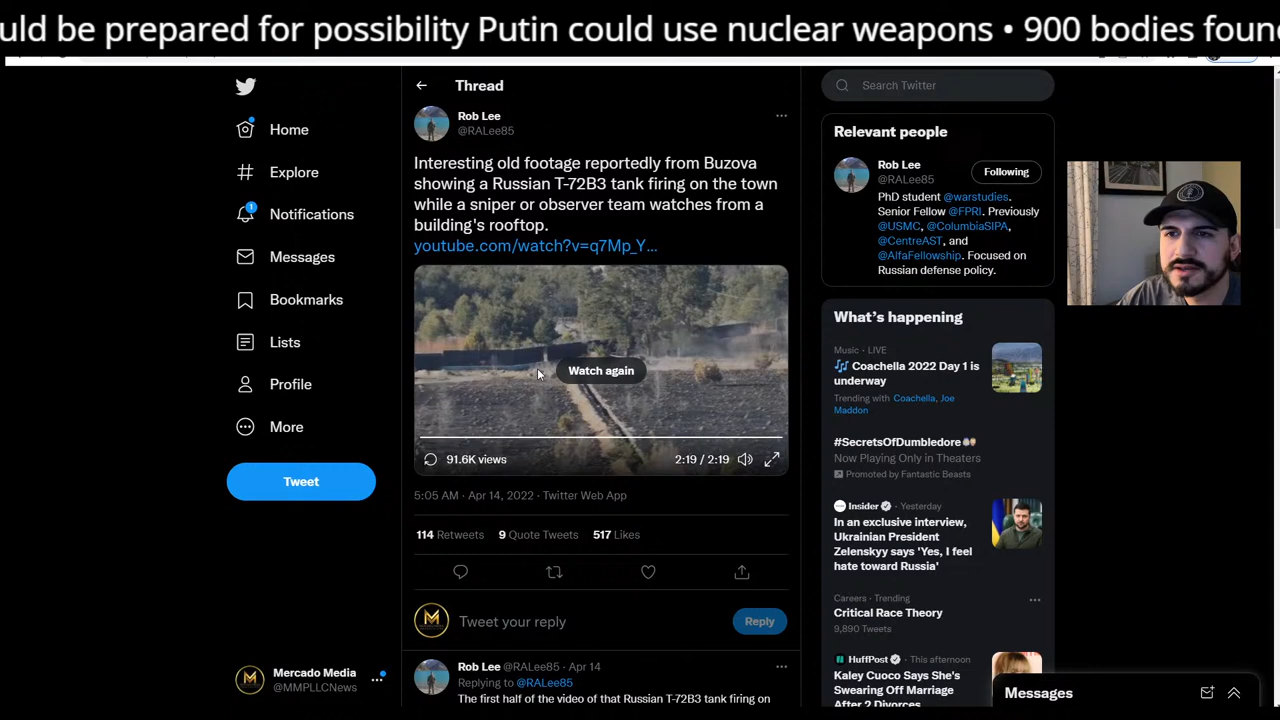 uld be prepared for possibility Putin could use nuclear weapons • 900 bodies foun
Home
Explore
Notifications
1
Messages
Bookmarks
Lists
Profile
More
Tweet
Mercado Media
@MMPLLCNews
Thread
Rob Lee
@RALee85
Interesting old footage reportedly from Buzova
showing a Russian T-72B3 tank firing on the town
while a sniper or observer team watches from a
building's rooftop.
youtube.com/watch?v=q7Mp_Y...
Watch again
91.6K views
2:19 / 2:19
5:05 AM · Apr 14, 2022 · Twitter Web App
114 Retweets 9 Quote Tweets 517 Likes
Tweet your reply
Reply
Rob Lee @RALee85 · Apr 14
Replying to @RALee85
The first half of the video of that Russian T-72B3 tank firing on
Search Twitter
Relevant people
Rob Lee
@RALee85
Following
PhD student @warstudies.
Senior Fellow @FPRI. Previously
@USMC, @ColumbiaSIPA,
@CentreAST, and
@AlfaFellowship. Focused on
Russian defense policy.
What's happening
Music · LIVE
Coachella 2022 Day 1 is
underway
Trending with Coachella, Joe
Maddon
#SecretsOfDumbledore
Now Playing Only in Theaters
Promoted by Fantastic Beasts
Insider · Yesterday
In an exclusive interview,
Ukrainian President
Zelenskyy says 'Yes, I feel
hate toward Russia'
Careers · Trending
Critical Race Theory
9,890 Tweets
HuffPost · This afternoon
Kaley Cuoco Says She's
Swearing Off Marriage
After 2 Divorces
Messages